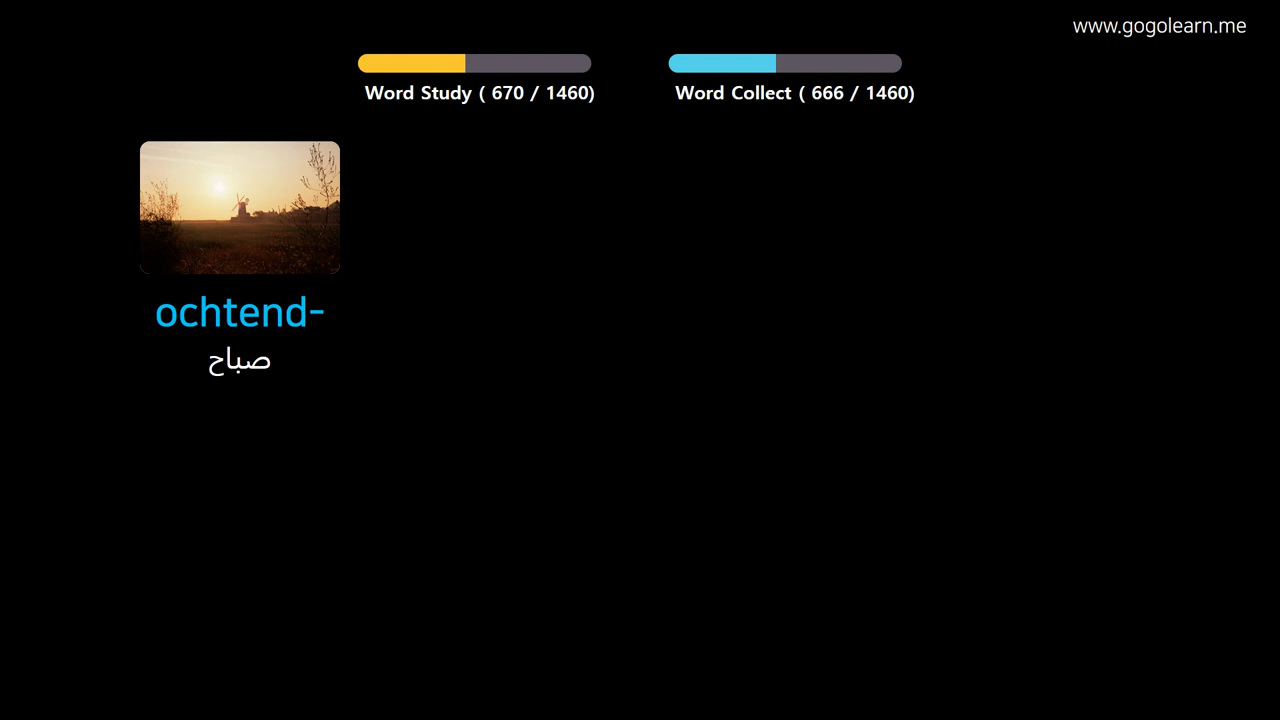 www.gogolearn.me
Word Study ( 670 / 1460)
Word Collect ( 666 / 1460)
ochtend-
صباح